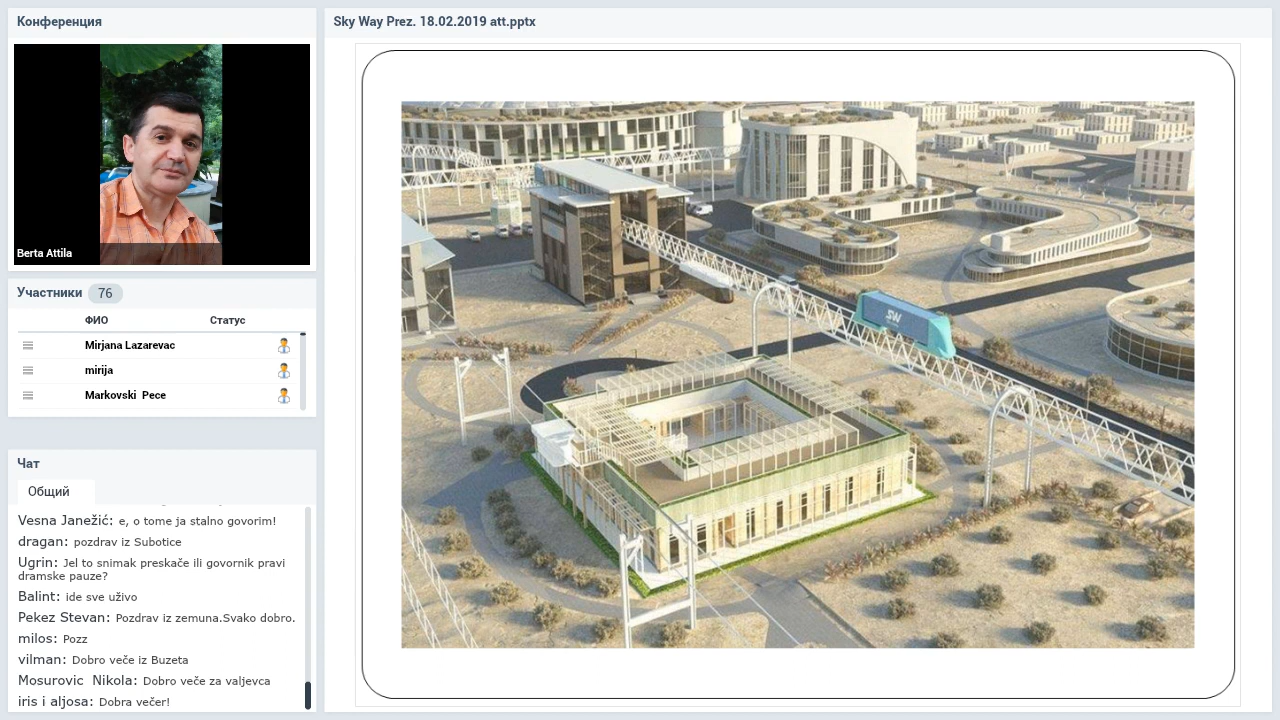 Конференция
Berta Attila
Участники 76
ФИО Статус
Mirjana Lazarevac
mirija
Markovski Pece
Чат
Общий
Vesna Janežić: e, o tome ja stalno govorim!
dragan: pozdrav iz Subotice
Ugrin: Jel to snimak preskače ili govornik pravi
dramske pauze?
Balint: ide sve uživo
Pekez Stevan: Pozdrav iz zemuna.Svako dobro.
milos: Pozz
vilman: Dobro veče iz Buzeta
Mosurovic Nikola: Dobro veče za valjevca
iris i aljosa: Dobra večer!
Sky Way Prez. 18.02.2019 att.pptx
SW